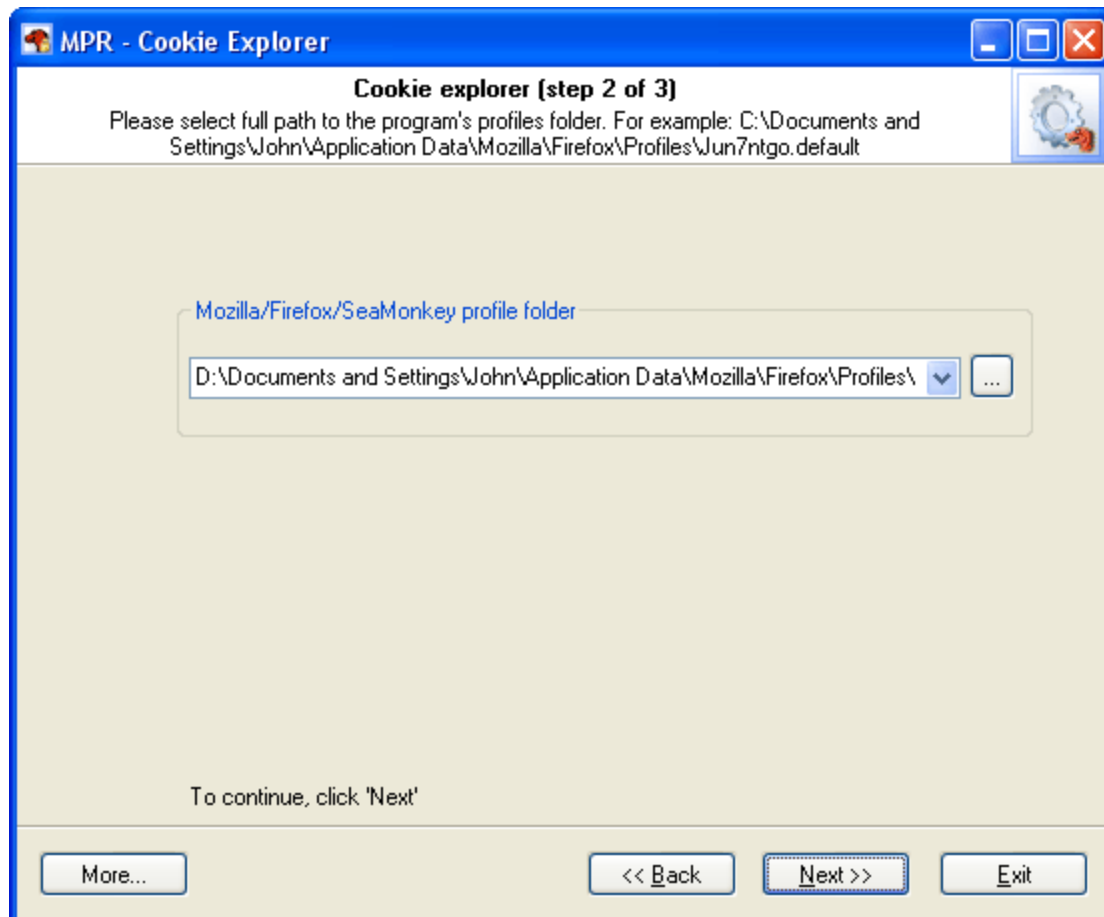 MPR - Cookie Explorer
Cookie explorer (step 2 of 3)
Please select full path to the program's profiles folder. For example: C:\Documents and
Settings\John\Application Data\Mozilla\Firefox\Profiles\Jun7ntgo.default
Mozilla/Firefox/SeaMonkey profile folder
D:\Documents and Settings\John\Application Data\Mozilla\Firefox\Profiles\
...
To continue, click 'Next'
More...
<< Back
Next >>
Exit